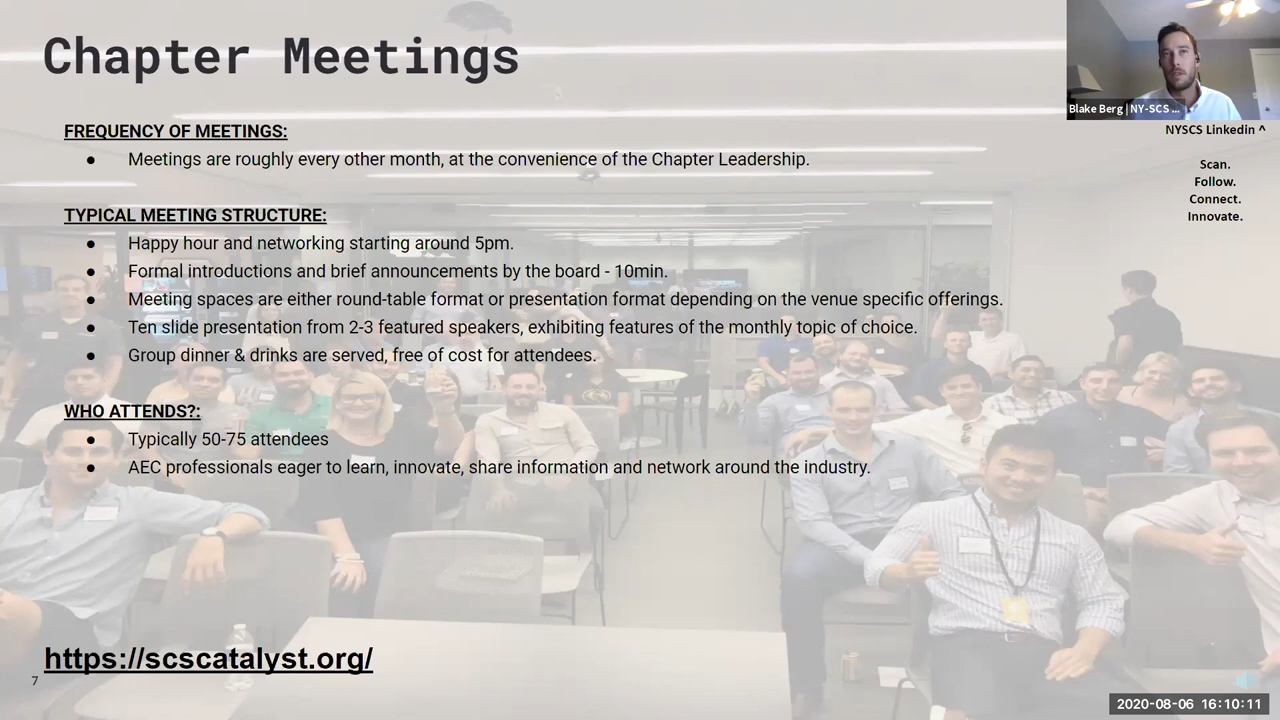 Chapter Meetings
Blake Berg | NY-SCS ...
NYSCS Linkedin ^
Scan.
Follow.
Connect.
Innovate.
FREQUENCY OF MEETINGS:
● Meetings are roughly every other month, at the convenience of the Chapter Leadership.
TYPICAL MEETING STRUCTURE:
● Happy hour and networking starting around 5pm.
● Formal introductions and brief announcements by the board - 10min.
● Meeting spaces are either round-table format or presentation format depending on the venue specific offerings.
● Ten slide presentation from 2-3 featured speakers, exhibiting features of the monthly topic of choice.
● Group dinner & drinks are served, free of cost for attendees.
WHO ATTENDS?:
● Typically 50-75 attendees
● AEC professionals eager to learn, innovate, share information and network around the industry.
https://scscatalyst.org/
7
2020-08-06 16:10:11